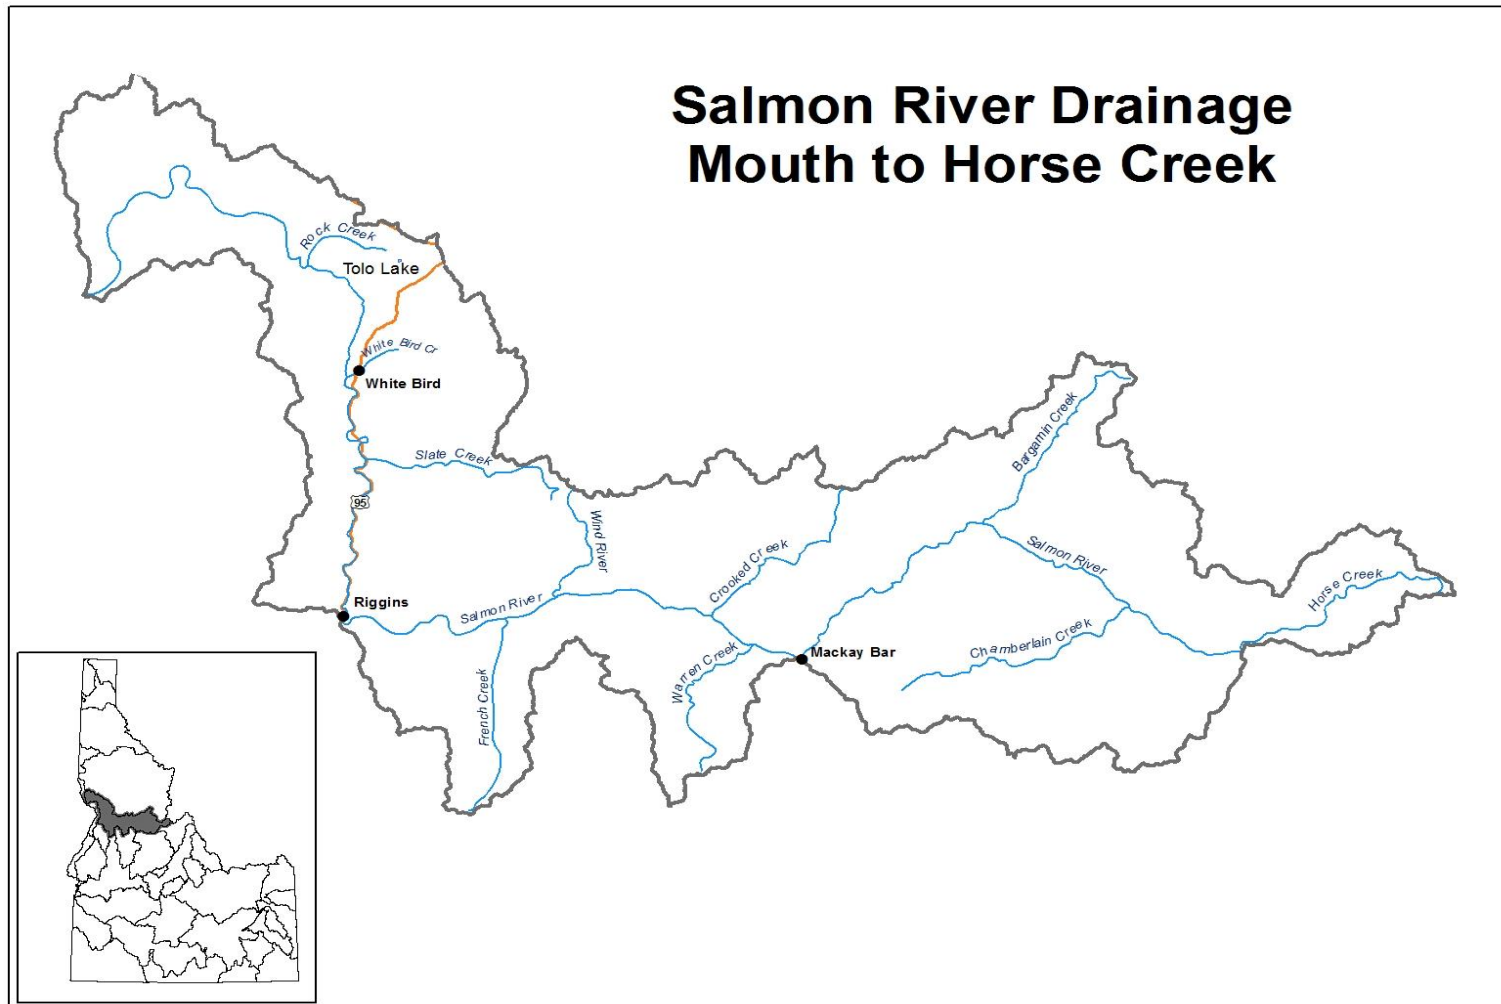 Salmon River Drainage
Mouth to Horse Creek
Rock Creek
Tolo Lake
White Bird Cr
White Bird
Slate Creek
95
Wind River
Bargamin Creek
Crooked Creek
Salmon River
Horse Creek
Riggins
Salmon River
Chamberlain Creek
Mackay Bar
Warren Creek
French Creek